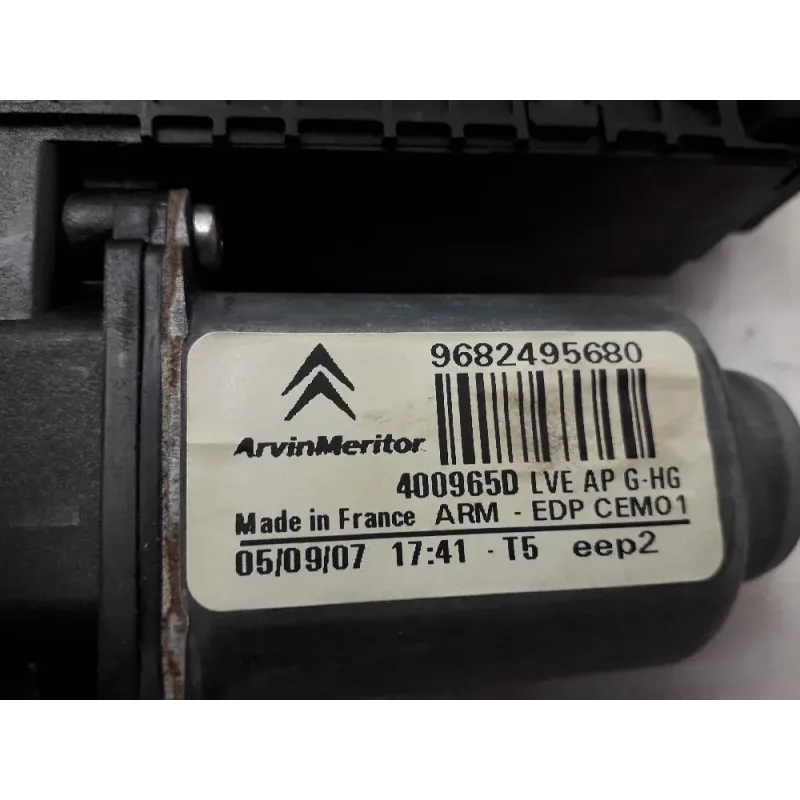 9682495680
ArvinMeritor
400965D LVE AP G-HG
Made in France ARM - EDP CEM01
05/09/07 17:41 - T5 eep2